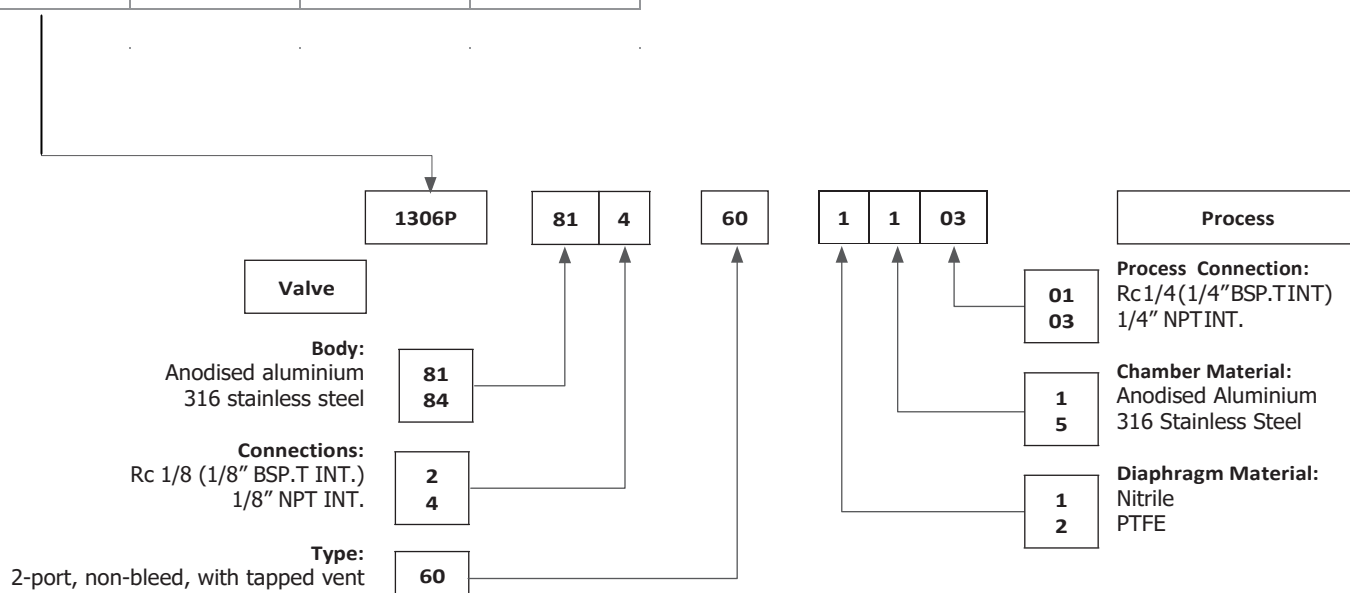 1306P 81 4 60 1 1 03 Process
Valve
Body:
Anodised aluminium 81
316 stainless steel 84
Connections:
Rc 1/8 (1/8″ BSP.T INT.) 2
1/8″ NPT INT. 4
Type:
2-port, non-bleed, with tapped vent 60
Process Connection:
01 Rc1/4(1/4″BSP.TINT)
03 1/4″ NPTINT.
Chamber Material:
1 Anodised Aluminium
5 316 Stainless Steel
Diaphragm Material:
1 Nitrile
2 PTFE